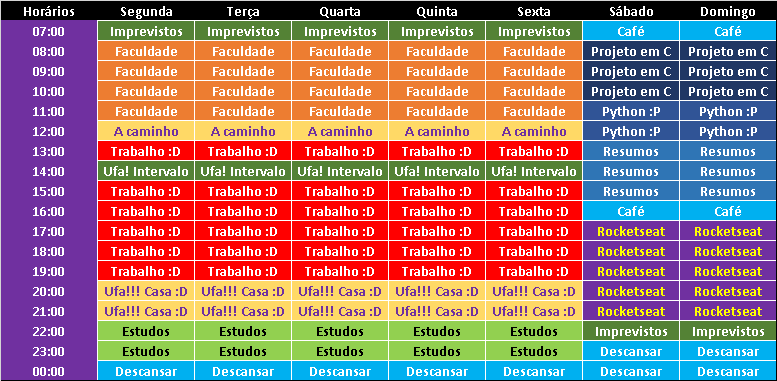 Horários Segunda Terça Quarta Quinta Sexta Sábado Domingo
07:00 Imprevistos Imprevistos Imprevistos Imprevistos Imprevistos Café Café
08:00 Faculdade Faculdade Faculdade Faculdade Faculdade Projeto em C Projeto em C
09:00 Faculdade Faculdade Faculdade Faculdade Faculdade Projeto em C Projeto em C
10:00 Faculdade Faculdade Faculdade Faculdade Faculdade Projeto em C Projeto em C
11:00 Faculdade Faculdade Faculdade Faculdade Faculdade Python :P Python :P
12:00 A caminho A caminho A caminho A caminho A caminho Python :P Python :P
13:00 Trabalho :D Trabalho :D Trabalho :D Trabalho :D Trabalho :D Resumos Resumos
14:00 Ufa! Intervalo Ufa! Intervalo Ufa! Intervalo Ufa! Intervalo Ufa! Intervalo Resumos Resumos
15:00 Trabalho :D Trabalho :D Trabalho :D Trabalho :D Trabalho :D Resumos Resumos
16:00 Trabalho :D Trabalho :D Trabalho :D Trabalho :D Trabalho :D Café Café
17:00 Trabalho :D Trabalho :D Trabalho :D Trabalho :D Trabalho :D Rocketseat Rocketseat
18:00 Trabalho :D Trabalho :D Trabalho :D Trabalho :D Trabalho :D Rocketseat Rocketseat
19:00 Trabalho :D Trabalho :D Trabalho :D Trabalho :D Trabalho :D Rocketseat Rocketseat
20:00 Ufa!!! Casa :D Ufa!!! Casa :D Ufa!!! Casa :D Ufa!!! Casa :D Ufa!!! Casa :D Rocketseat Rocketseat
21:00 Ufa!!! Casa :D Ufa!!! Casa :D Ufa!!! Casa :D Ufa!!! Casa :D Ufa!!! Casa :D Rocketseat Rocketseat
22:00 Estudos Estudos Estudos Estudos Estudos Imprevistos Imprevistos
23:00 Estudos Estudos Estudos Estudos Estudos Descansar Descansar
00:00 Descansar Descansar Descansar Descansar Descansar Descansar Descansar